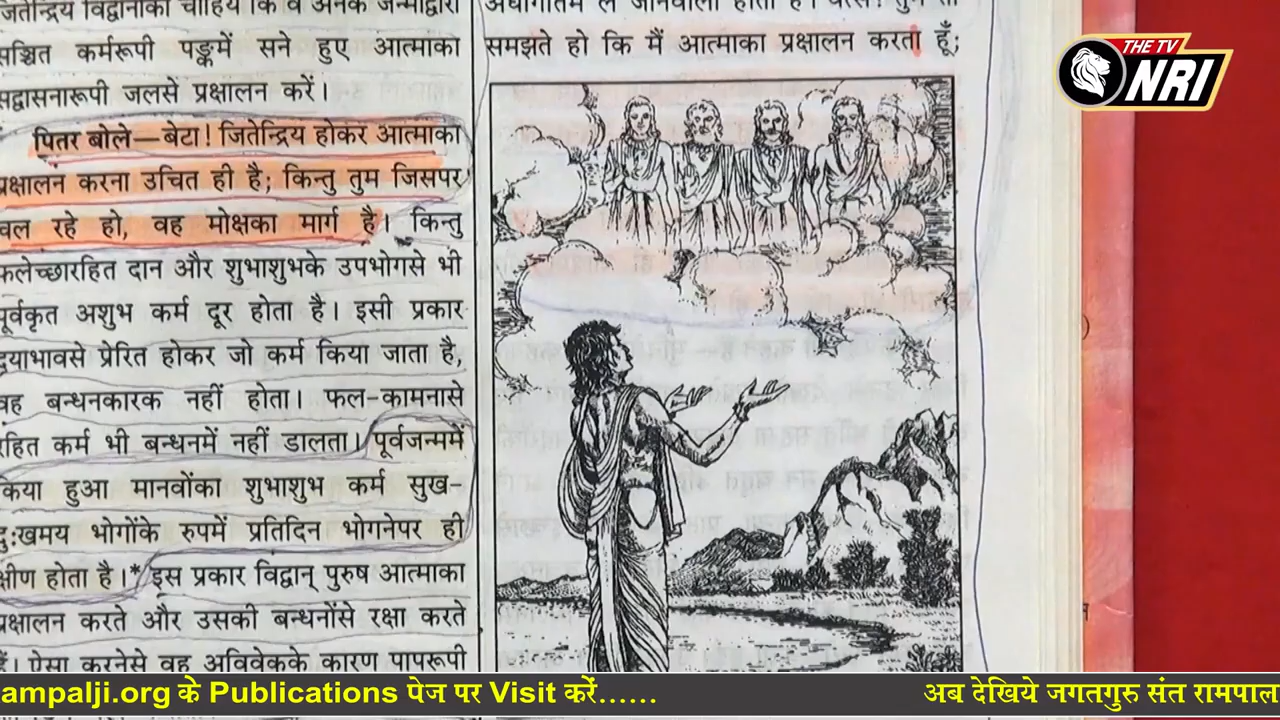 जितेन्द्रिय विद्वानोंको चाहिये कि वे अनेक जन्मोंद्वारा
सञ्चित कर्मरूपी पङ्कमें सने हुए आत्माका
सद्वासनारूपी जलसे प्रक्षालन करें।
पितर बोले—बेटा! जितेन्द्रिय होकर आत्माका
प्रक्षालन करना उचित ही है; किन्तु तुम जिसपर
चल रहे हो, वह मोक्षका मार्ग है। किन्तु
फलेच्छारहित दान और शुभाशुभके उपभोगसे भी
पूर्वकृत अशुभ कर्म दूर होता है। इसी प्रकार
दयाभावसे प्रेरित होकर जो कर्म किया जाता है,
वह बन्धनकारक नहीं होता। फल-कामनासे
रहित कर्म भी बन्धनमें नहीं डालता। पूर्वजन्ममें
किया हुआ मानवोंका शुभाशुभ कर्म सुख-
दुःखमय भोगोंके रुपमें प्रतिदिन भोगनेपर ही
क्षीण होता है।* इस प्रकार विद्वान् पुरुष आत्माका
प्रक्षालन करते और उसकी बन्धनोंसे रक्षा करते
हैं। ऐसा करनेसे वह अविवेकके कारण पापरूपी
समझते हो कि मैं आत्माका प्रक्षालन करता हूँ;
THE TV
NRI
ampalji.org के Publications पेज पर Visit करें......
अब देखिये जगतगुरु संत रामपाल